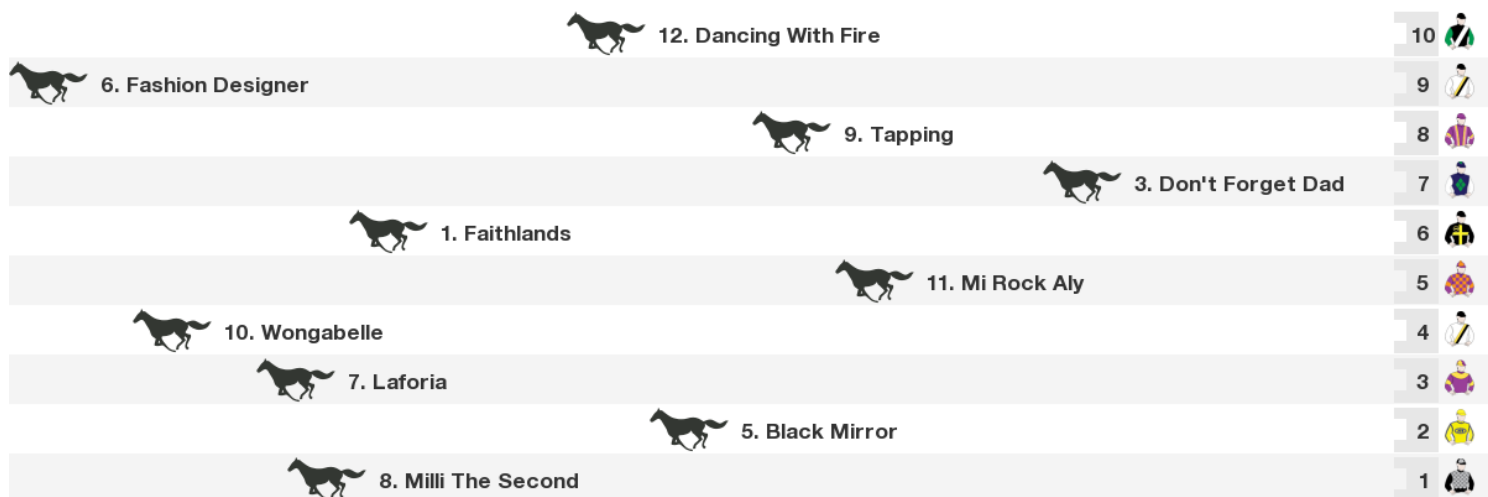 12. Dancing With Fire 10
6. Fashion Designer 9
9. Tapping 8
3. Don't Forget Dad 7
1. Faithlands 6
11. Mi Rock Aly 5
10. Wongabelle 4
7. Laforia 3
5. Black Mirror 2
8. Milli The Second 1